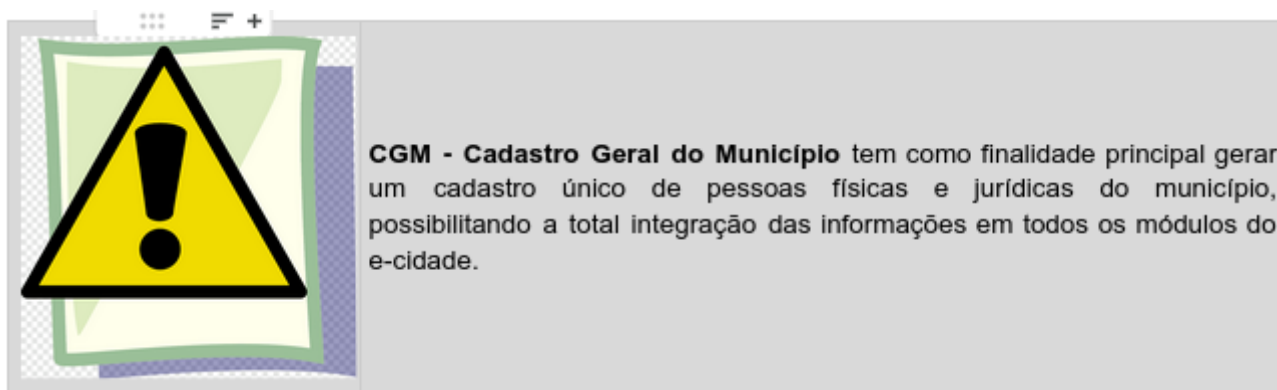 CGM - Cadastro Geral do Município tem como finalidade principal gerar
um cadastro único de pessoas físicas e jurídicas do município,
possibilitando a total integração das informações em todos os módulos do
e-cidade.